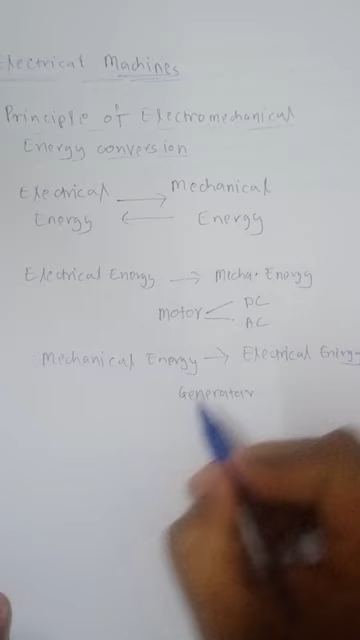 Electrical Machines
Principle of Electromechanical
Energy conversion
Electrical → Mechanical
Energy ← Energy
Electrical Energy → Mecha. Energy
Motor < DC
AC
Mechanical Energy → Electrical Energy
Generator